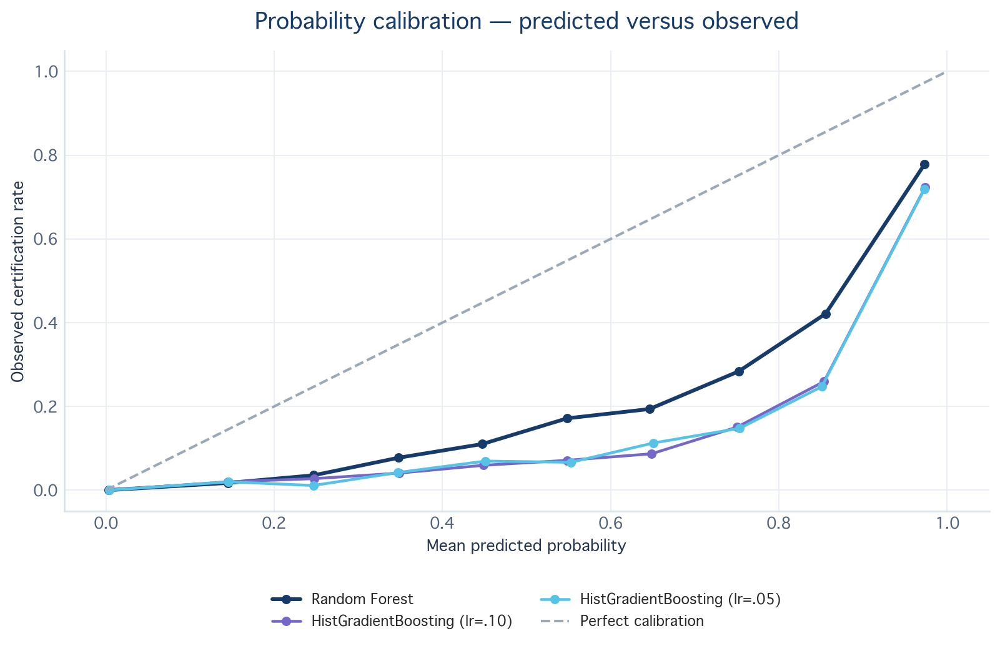 Probability calibration — predicted versus observed
1.0
0.8
0.6
0.4
0.2
0.0
Observed certification rate
0.0 0.2 0.4 0.6 0.8 1.0
Mean predicted probability
Random Forest
HistGradientBoosting (lr=.10)
HistGradientBoosting (lr=.05)
Perfect calibration